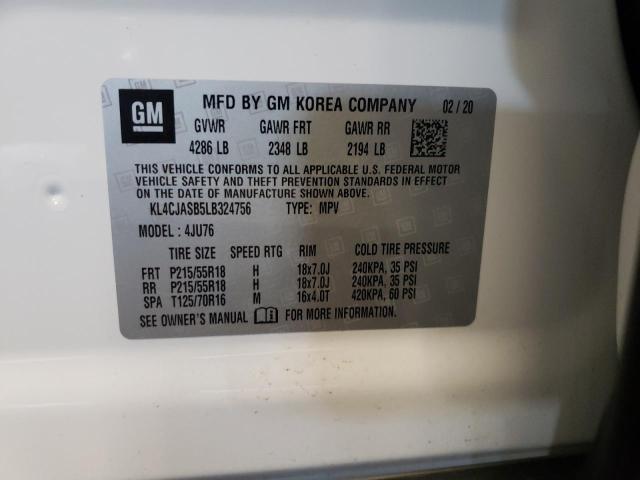 GM
MFD BY GM KOREA COMPANY 02 / 20
GVWR GAWR FRT GAWR RR
4286 LB 2348 LB 2194 LB
THIS VEHICLE CONFORMS TO ALL APPLICABLE U.S. FEDERAL MOTOR
VEHICLE SAFETY AND THEFT PREVENTION STANDARDS IN EFFECT
ON THE DATE OF MANUFACTURE SHOWN ABOVE.
KL4CJASB5LB324756 TYPE: MPV
MODEL : 4JU76
TIRE SIZE SPEED RTG RIM COLD TIRE PRESSURE
FRT P215/55R18 H 18x7.0J 240KPA, 35 PSI
RR P215/55R18 H 18x7.0J 240KPA, 35 PSI
SPA T125/70R16 M 16x4.0T 420KPA, 60 PSI
SEE OWNER'S MANUAL FOR MORE INFORMATION